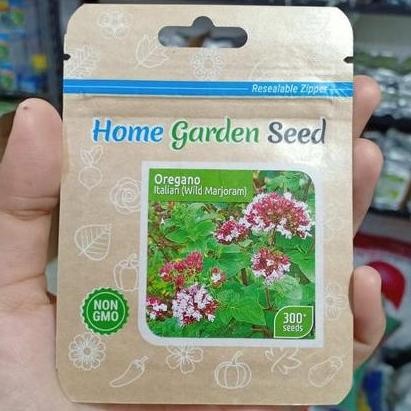 Resealable Zipper
Home Garden Seed
Oregano
Italian (Wild Marjoram)
NON
GMO
300+
seeds